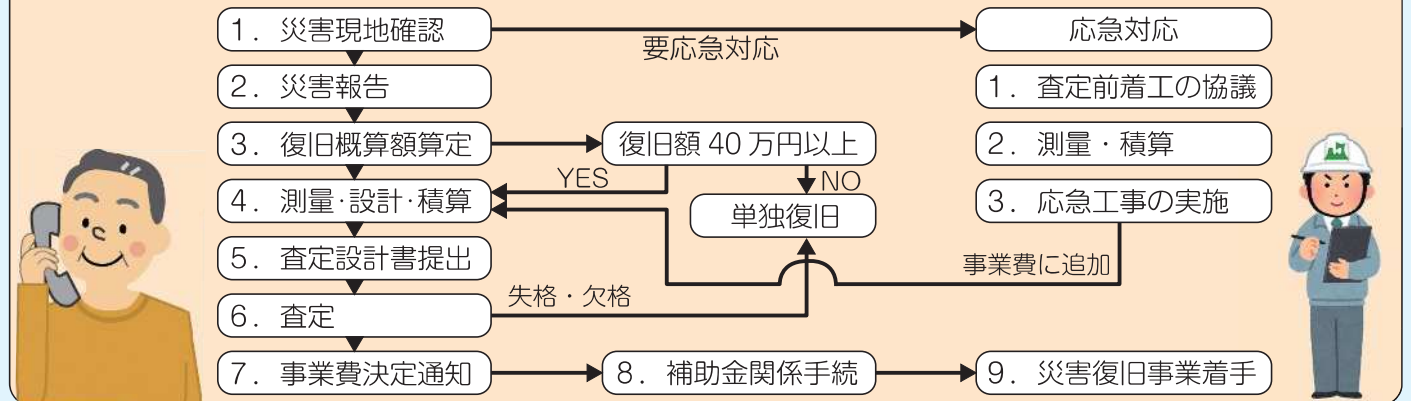 1．災害現地確認
要応急対応
応急対応
2．災害報告
1．査定前着工の協議
3．復旧概算額算定
復旧額 40 万円以上
2．測量・積算
YES
NO
4．測量･設計･積算
単独復旧
3．応急工事の実施
5．査定設計書提出
事業費に追加
失格・欠格
6．査定
7．事業費決定通知
8．補助金関係手続
9．災害復旧事業着手